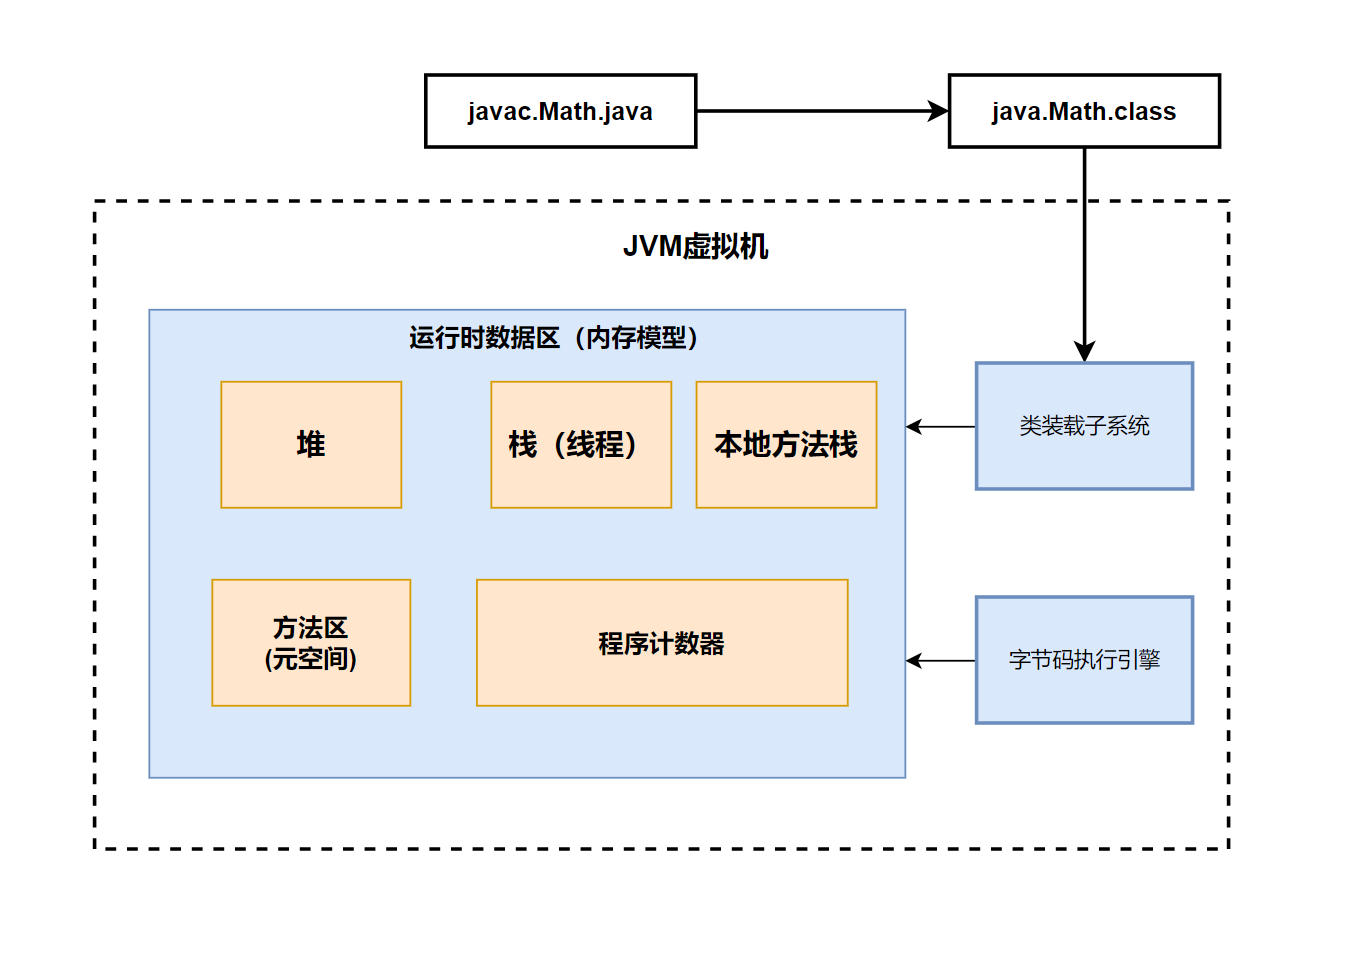 javac.Math.java
java.Math.class
JVM虚拟机
运行时数据区（内存模型）
堆
栈（线程）
本地方法栈
类装载子系统
方法区
(元空间)
程序计数器
字节码执行引擎